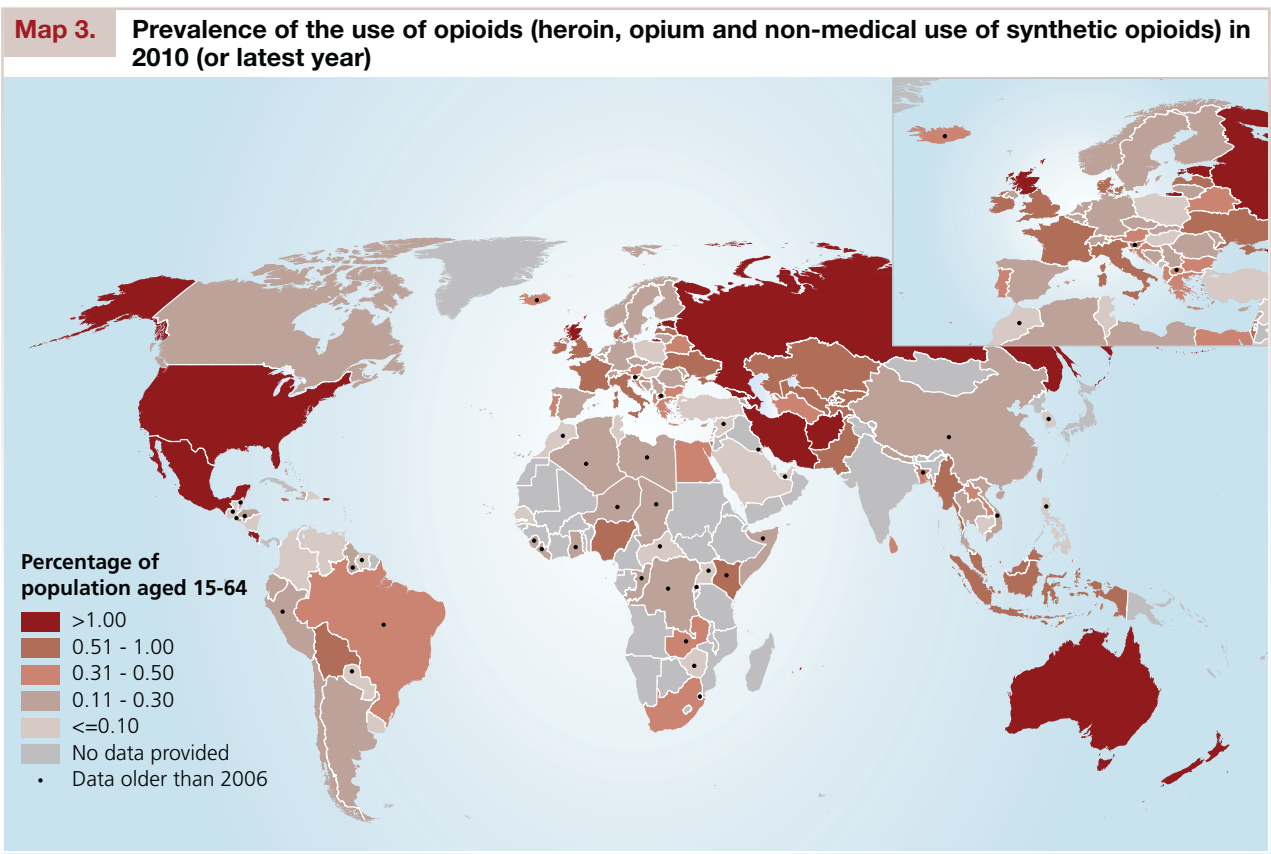 Map 3.
Prevalence of the use of opioids (heroin, opium and non-medical use of synthetic opioids) in
2010 (or latest year)
Percentage of
population aged 15-64
>1.00
0.51 - 1.00
0.31 - 0.50
0.11 - 0.30
<=0.10
No data provided
Data older than 2006